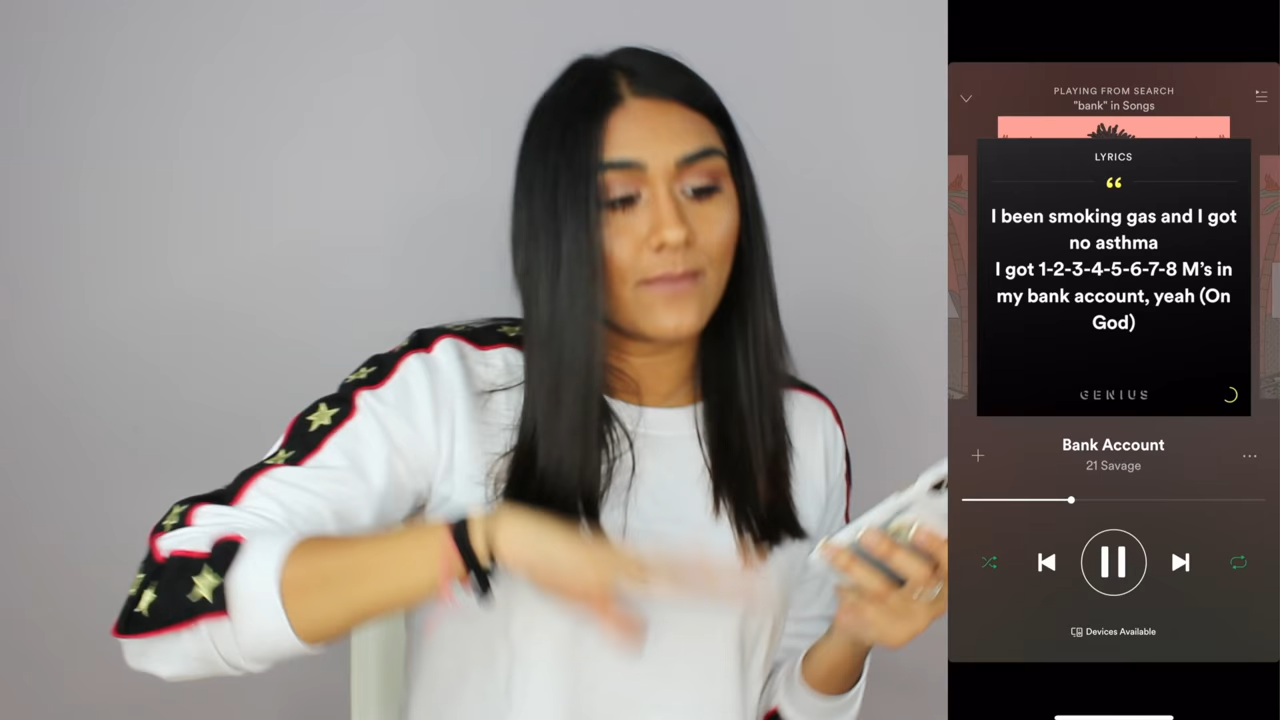 PLAYING FROM SEARCH
"bank" in Songs
LYRICS
“
I been smoking gas and I got
no asthma
I got 1-2-3-4-5-6-7-8 M’s in
my bank account, yeah (On
God)
GENIUS
Bank Account
21 Savage
Devices Available